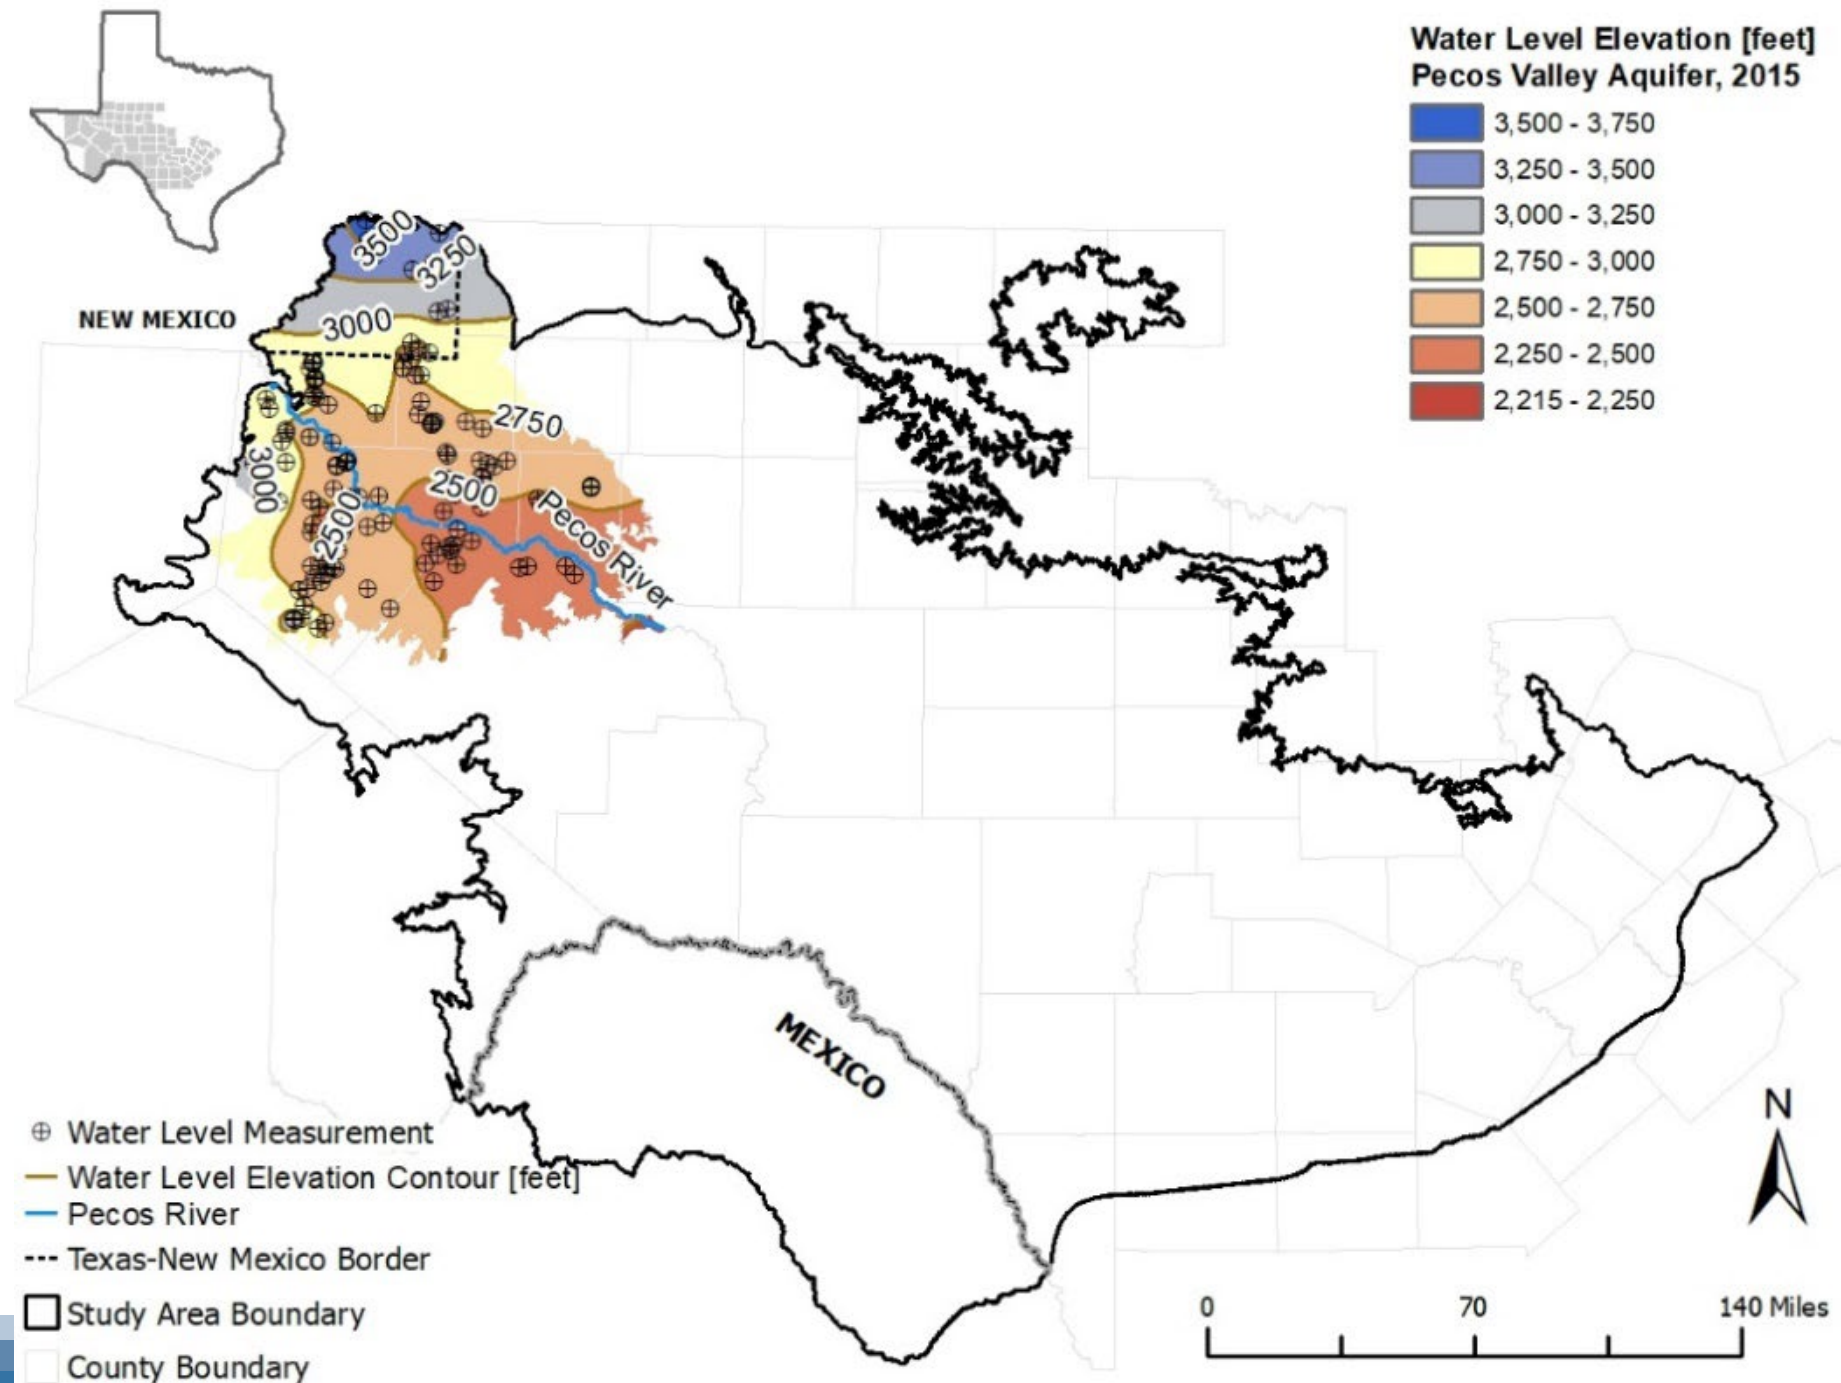 Water Level Elevation [feet]
Pecos Valley Aquifer, 2015
3,500 - 3,750
3,250 - 3,500
3,000 - 3,250
2,750 - 3,000
2,500 - 2,750
2,250 - 2,500
2,215 - 2,250
3500
3250
NEW MEXICO
3000
2750
3000
2500
2500
Pecos River
MEXICO
N
Water Level Measurement
Water Level Elevation Contour [feet]
Pecos River
Texas-New Mexico Border
Study Area Boundary
County Boundary
0 70 140 Miles